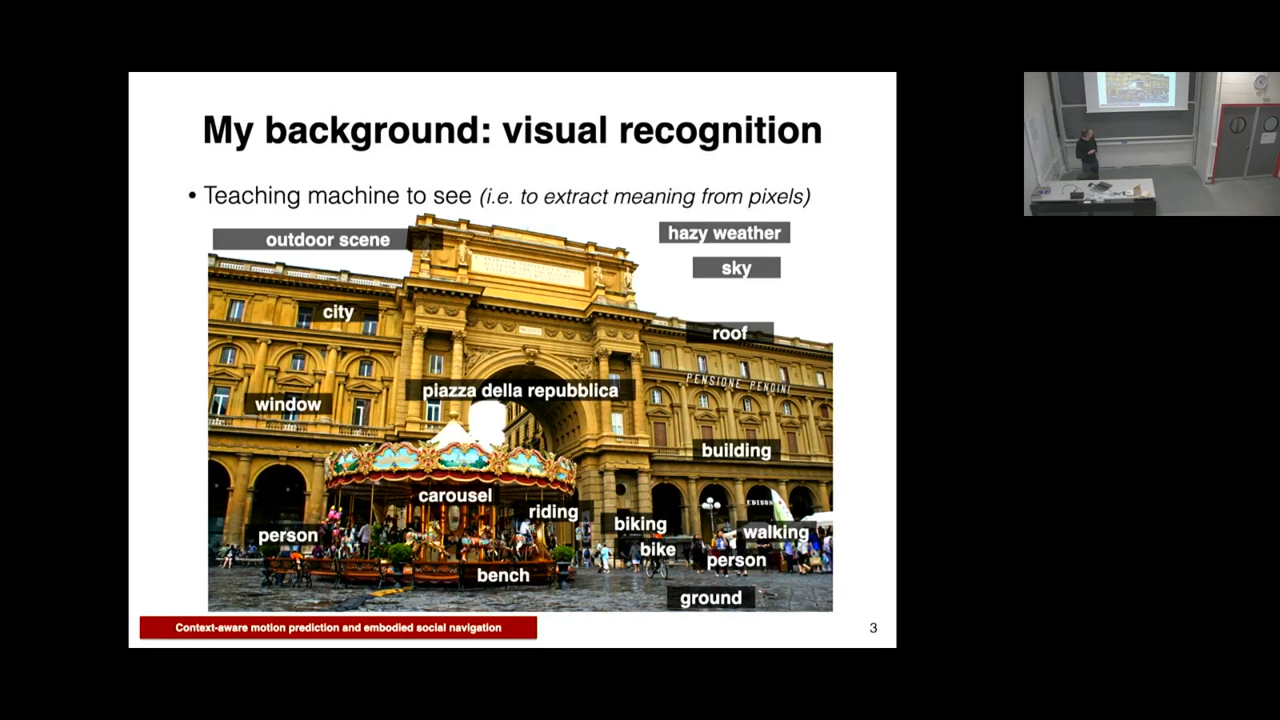 My background: visual recognition
• Teaching machine to see (i.e. to extract meaning from pixels)
outdoor scene
hazy weather
sky
city
roof
PENSIONE PENDINI
piazza della repubblica
window
building
carousel
EDISON
riding
biking
walking
person
bike
person
bench
ground
Context-aware motion prediction and embodied social navigation
3